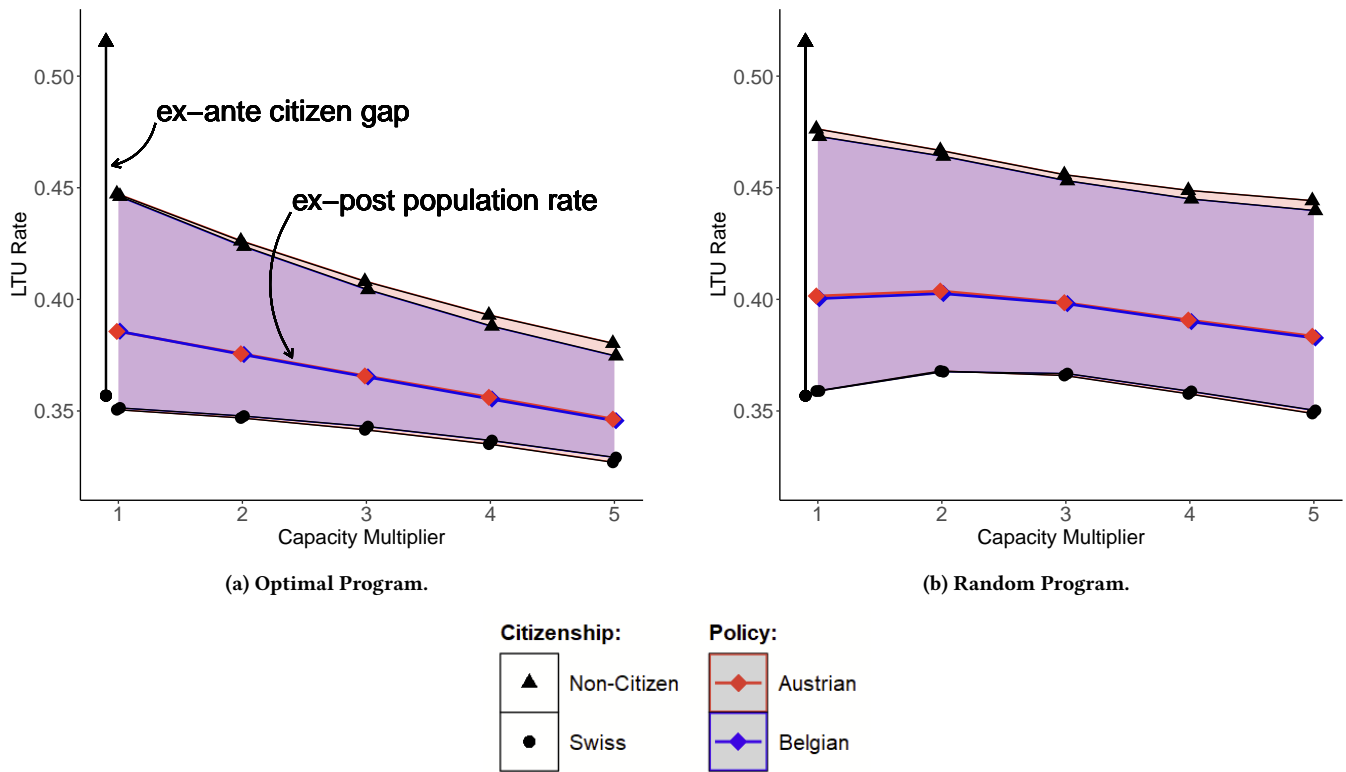 LTU Rate
0.50
0.45
0.40
0.35
ex−ante citizen gap
ex−post population rate
1 2 3 4 5
Capacity Multiplier
(a) Optimal Program.
LTU Rate
0.50
0.45
0.40
0.35
1 2 3 4 5
Capacity Multiplier
(b) Random Program.
Citizenship:
Non-Citizen
Swiss
Policy:
Austrian
Belgian